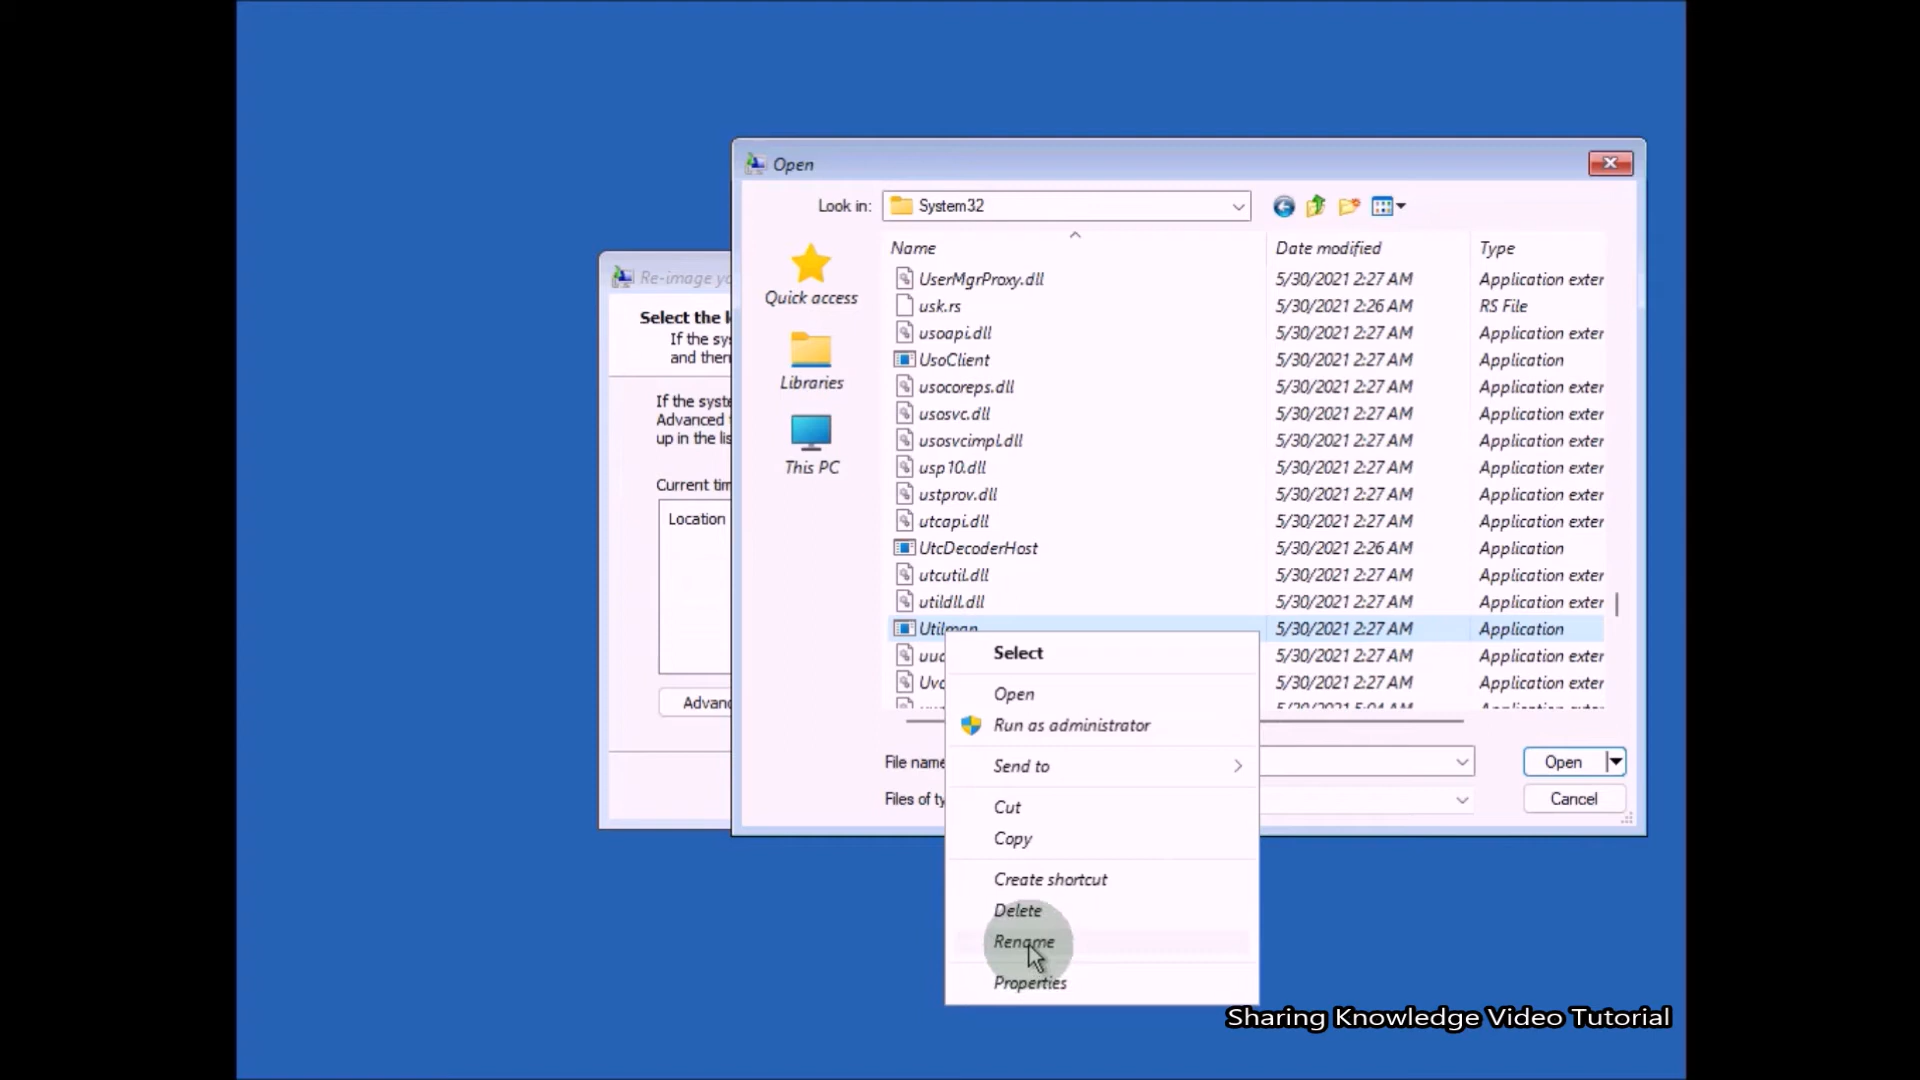 Open
Look in: System32
Quick access
Libraries
This PC
Name Date modified Type
UserMgrProxy.dll 5/30/2021 2:27 AM Application exter
usk.rs 5/30/2021 2:26 AM RS File
usoapi.dll 5/30/2021 2:27 AM Application exter
UsoClient 5/30/2021 2:27 AM Application
usocoreps.dll 5/30/2021 2:27 AM Application exter
usosvc.dll 5/30/2021 2:27 AM Application exter
usosvcimpl.dll 5/30/2021 2:27 AM Application exter
usp10.dll 5/30/2021 2:27 AM Application exter
ustprov.dll 5/30/2021 2:27 AM Application exter
utcapi.dll 5/30/2021 2:27 AM Application exter
UtcDecoderHost 5/30/2021 2:26 AM Application
utcutil.dll 5/30/2021 2:27 AM Application exter
utildll.dll 5/30/2021 2:27 AM Application exter
Utilman 5/30/2021 2:27 AM Application
5/30/2021 2:27 AM Application exter
5/30/2021 2:27 AM Application exter
File name
Files of ty
Open
Cancel
Select
Open
Run as administrator
Send to
Cut
Copy
Create shortcut
Delete
Rename
Properties
Re-image yo
Select the
If the sys
and then
If the syste
Advanced
up in the lis
Current tim
Location
Advanc
Sharing Knowledge Video Tutorial